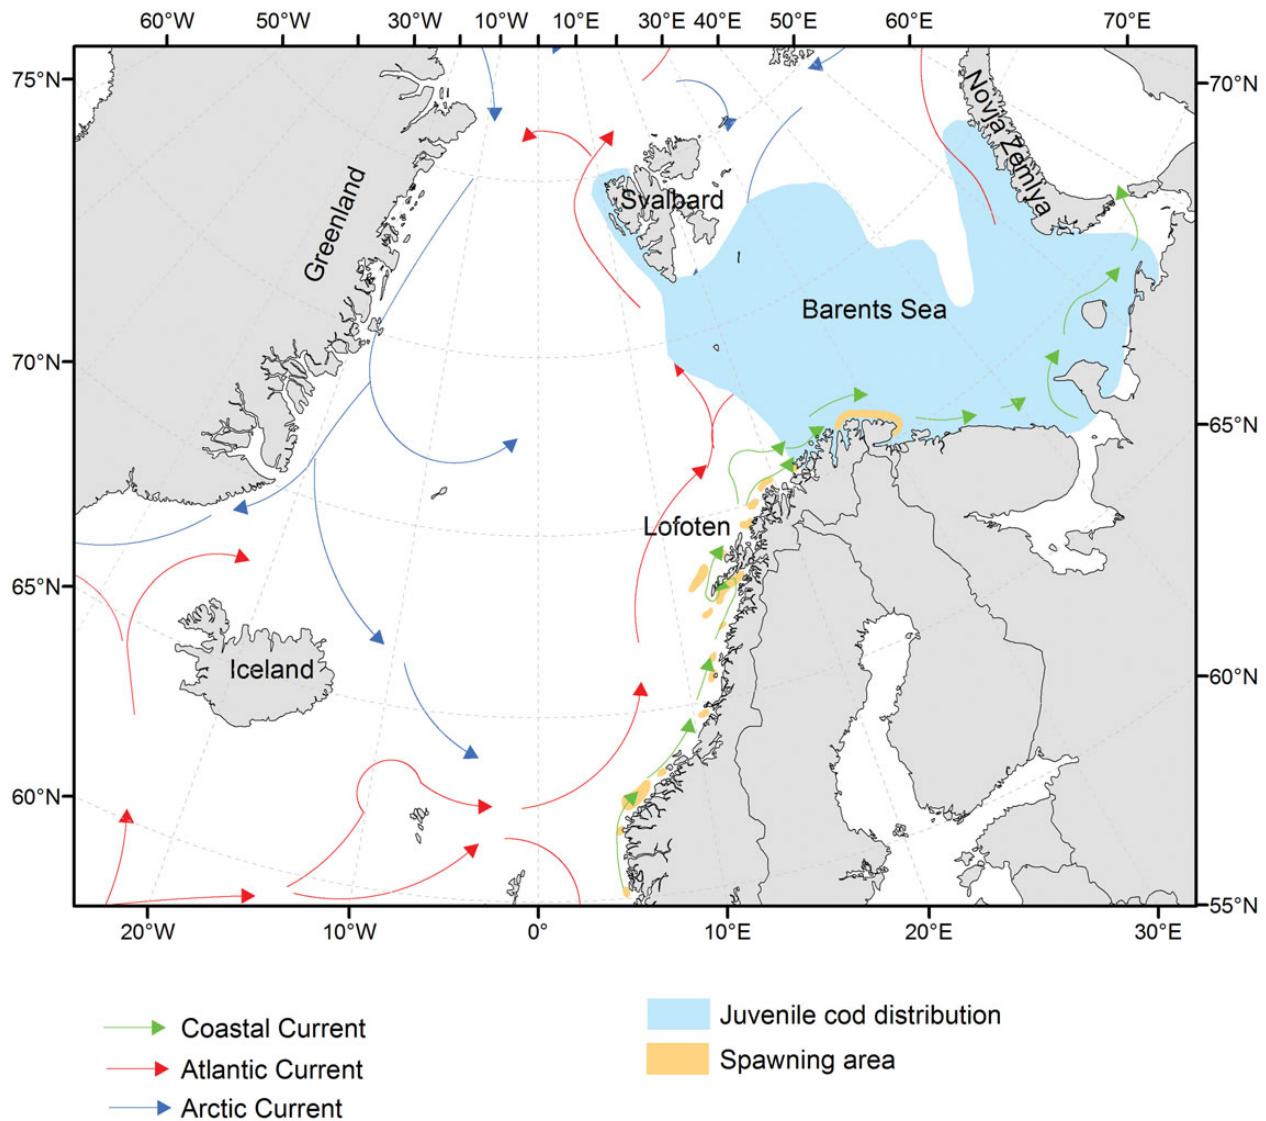 60°W 50°W 30°W 10°W 10°E 30°E 40°E 50°E 60°E 70°E
75°N
70°N
Novja Zemlya
Svalbard
Greenland
Barents Sea
70°N
65°N
Lofoten
65°N
Iceland
60°N
60°N
55°N
20°W 10°W 0° 10°E 20°E 30°E
Coastal Current
Atlantic Current
Arctic Current
Juvenile cod distribution
Spawning area